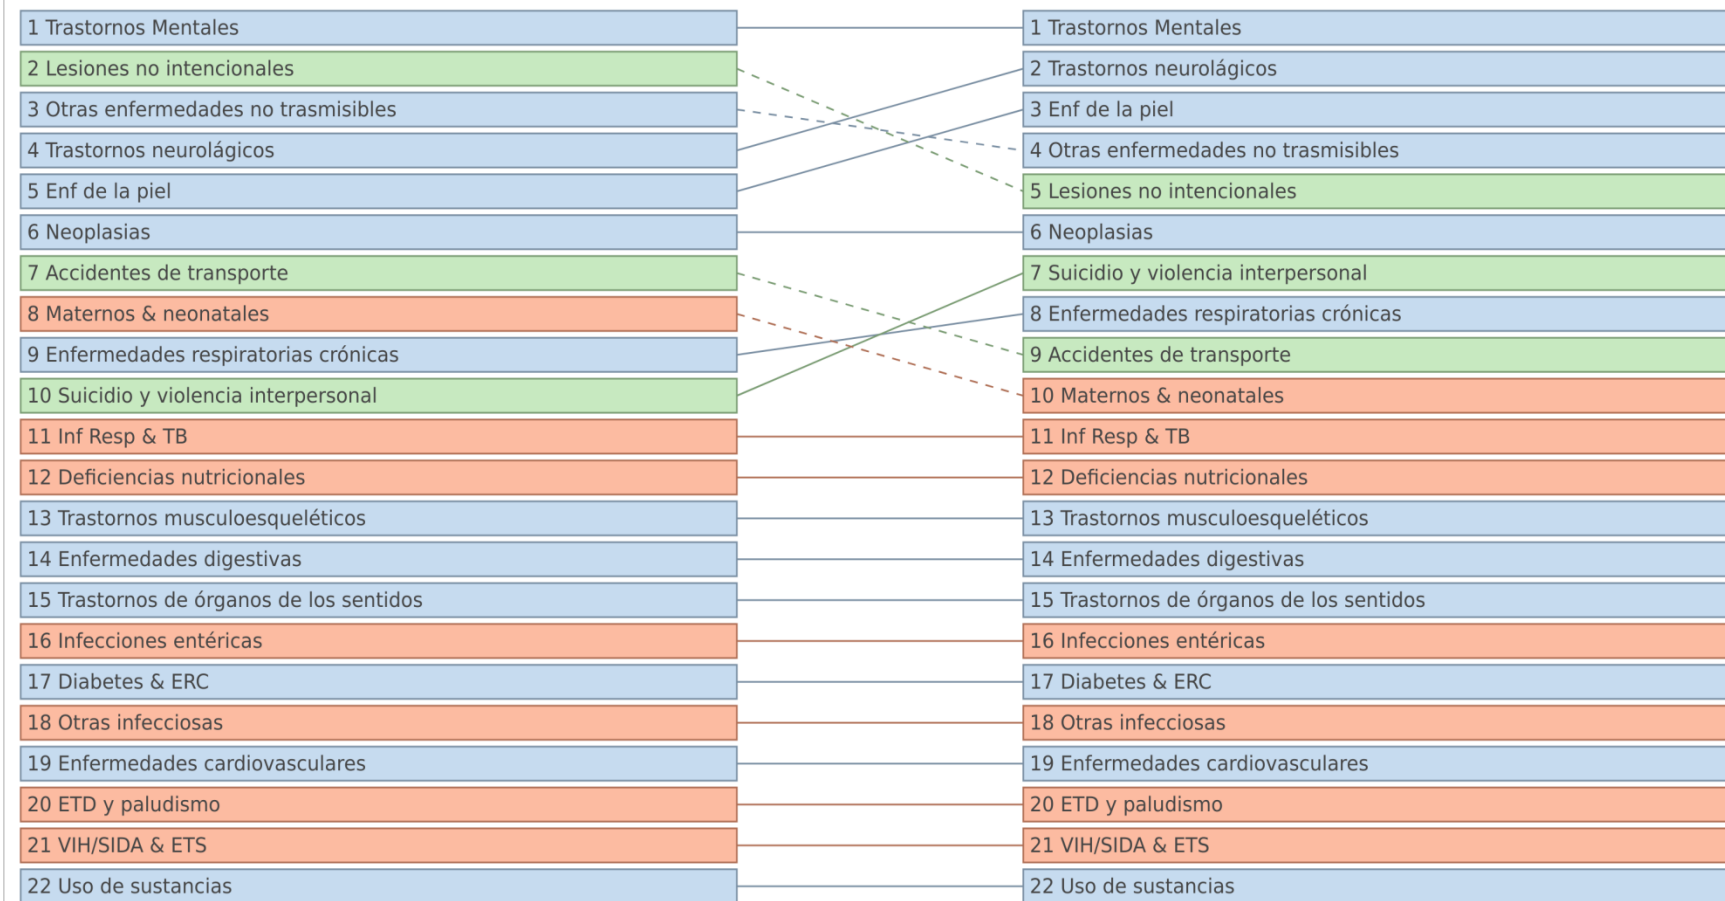 1 Trastornos Mentales
2 Lesiones no intencionales
3 Otras enfermedades no trasmisibles
4 Trastornos neurolágicos
5 Enf de la piel
6 Neoplasias
7 Accidentes de transporte
8 Maternos & neonatales
9 Enfermedades respiratorias crónicas
10 Suicidio y violencia interpersonal
11 Inf Resp & TB
12 Deficiencias nutricionales
13 Trastornos musculoesqueléticos
14 Enfermedades digestivas
15 Trastornos de órganos de los sentidos
16 Infecciones entéricas
17 Diabetes & ERC
18 Otras infecciosas
19 Enfermedades cardiovasculares
20 ETD y paludismo
21 VIH/SIDA & ETS
22 Uso de sustancias
1 Trastornos Mentales
2 Trastornos neurolágicos
3 Enf de la piel
4 Otras enfermedades no trasmisibles
5 Lesiones no intencionales
6 Neoplasias
7 Suicidio y violencia interpersonal
8 Enfermedades respiratorias crónicas
9 Accidentes de transporte
10 Maternos & neonatales
11 Inf Resp & TB
12 Deficiencias nutricionales
13 Trastornos musculoesqueléticos
14 Enfermedades digestivas
15 Trastornos de órganos de los sentidos
16 Infecciones entéricas
17 Diabetes & ERC
18 Otras infecciosas
19 Enfermedades cardiovasculares
20 ETD y paludismo
21 VIH/SIDA & ETS
22 Uso de sustancias